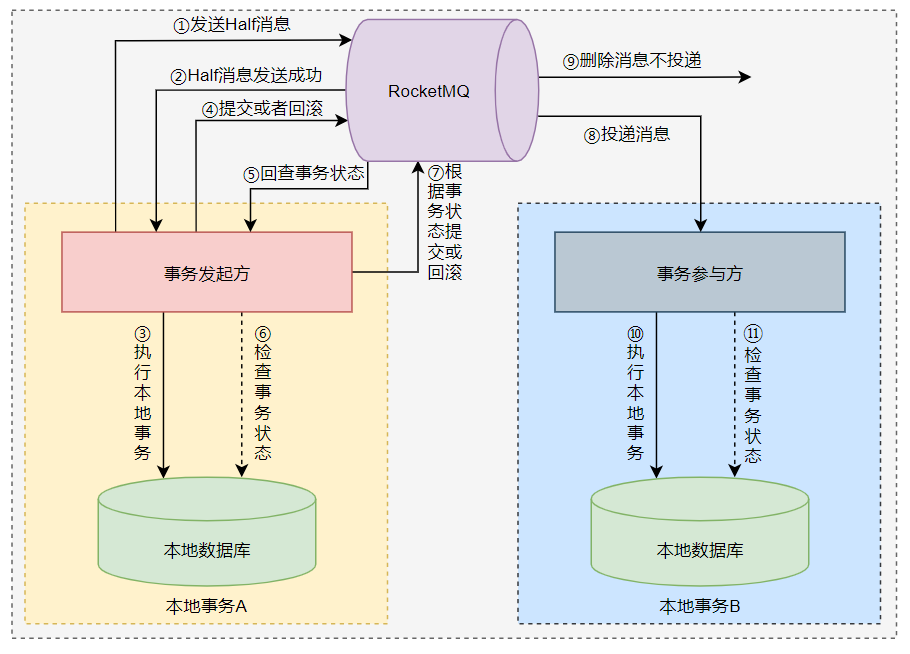 ①发送Half消息
②Half消息发送成功
④提交或者回滚
⑤回查事务状态
RocketMQ
⑨删除消息不投递
⑧投递消息
⑦根
据事
务状
态提
交或
回滚
事务发起方
事务参与方
③执行本地事务
⑥检查事务状态
⑩执行本地事务
⑪检查事务状态
本地数据库
本地数据库
本地事务A
本地事务B